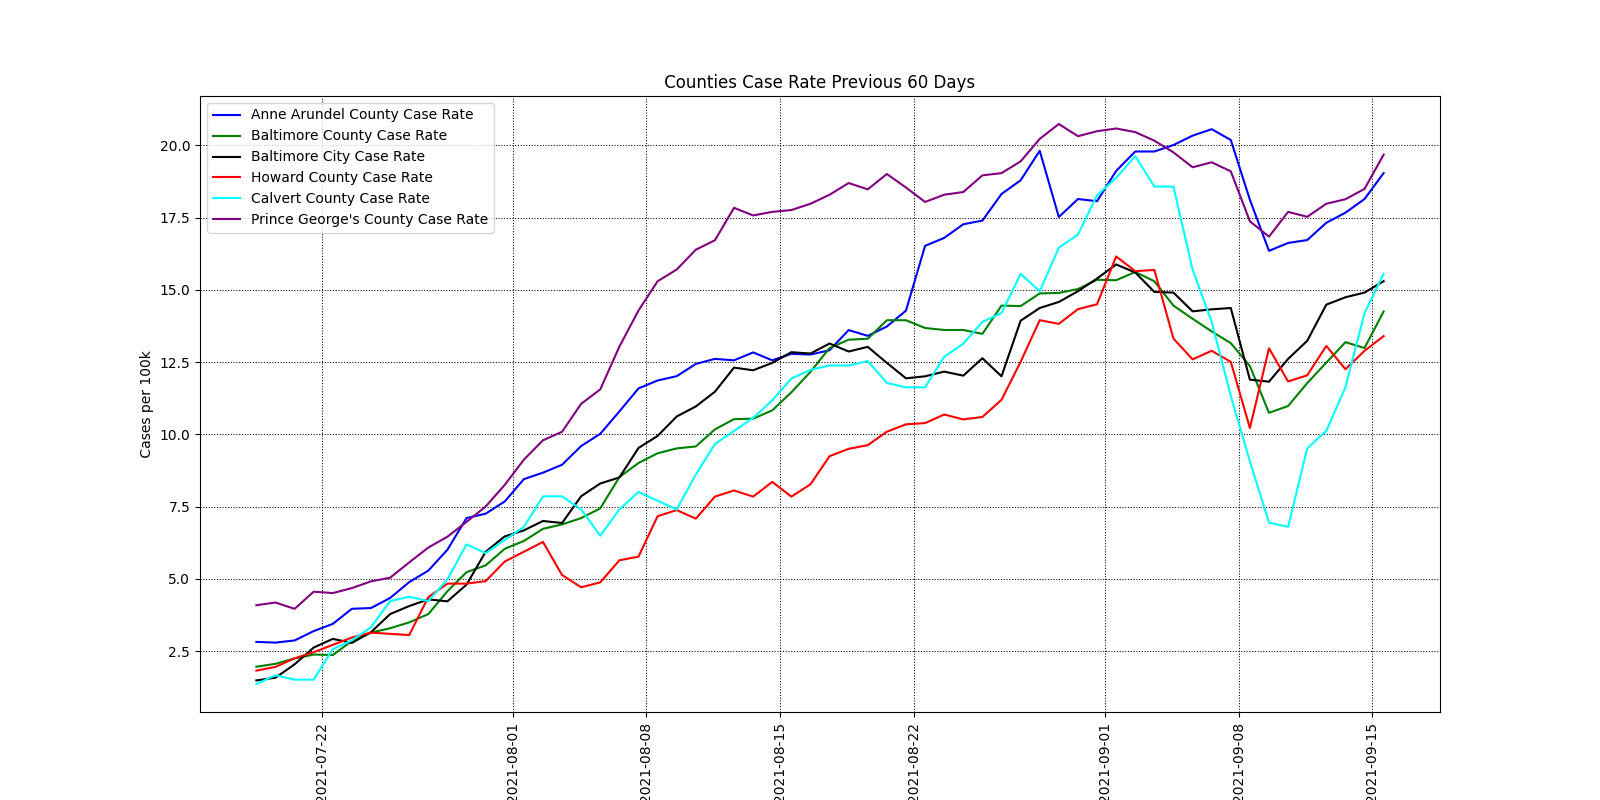 Counties Case Rate Previous 60 Days
Anne Arundel County Case Rate
Baltimore County Case Rate
Baltimore City Case Rate
Howard County Case Rate
Calvert County Case Rate
Prince George's County Case Rate
Cases per 100k
20.0
17.5
15.0
12.5
10.0
7.5
5.0
2.5
2021-07-22
2021-08-01
2021-08-08
2021-08-15
2021-08-22
2021-09-01
2021-09-08
2021-09-15